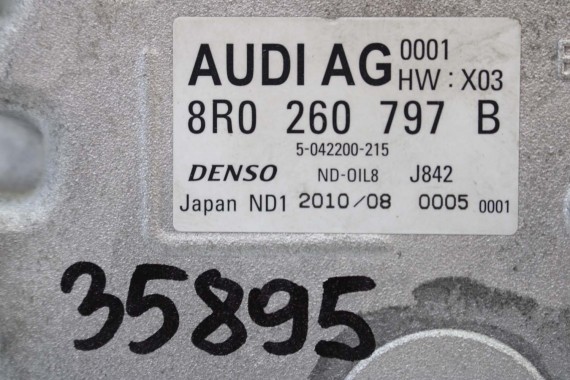 AUDI AG 0001
HW : X03
8R0 260 797 B
5-042200-215
DENSO ND-OIL8 J842
Japan ND1 2010/08 0005 0001
35895